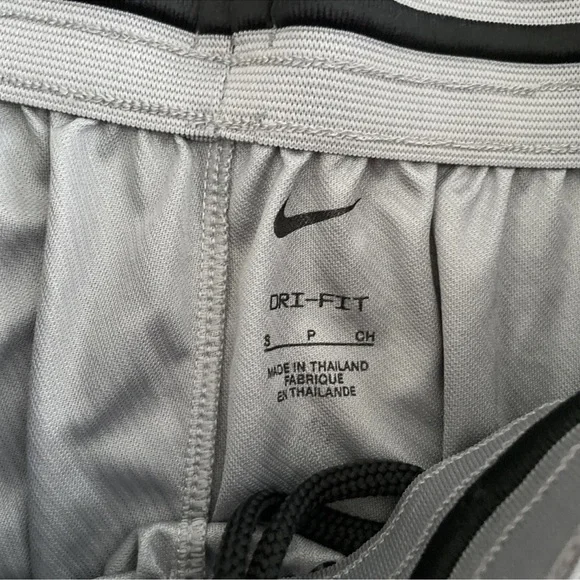 DRI-FIT
S P CH
MADE IN THAILAND
FABRIQUE
EN THAILANDE